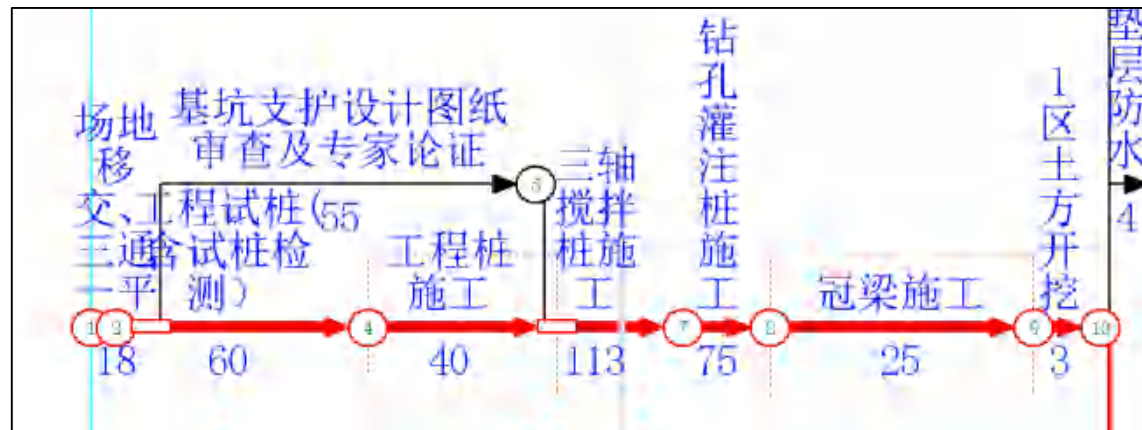 基坑支护设计图纸
审查及专家论证
55
场地
移
交、
三通
一平
18
工程试桩(
含试桩检
测)
60
工程桩
施工
40
三轴
搅拌
桩施
工
113
钻
孔
灌
注
桩
施
工
75
冠梁施工
25
1
区
土
方
开
挖
3
垫
层
防
水
4
1
2
4
7
8
9
10